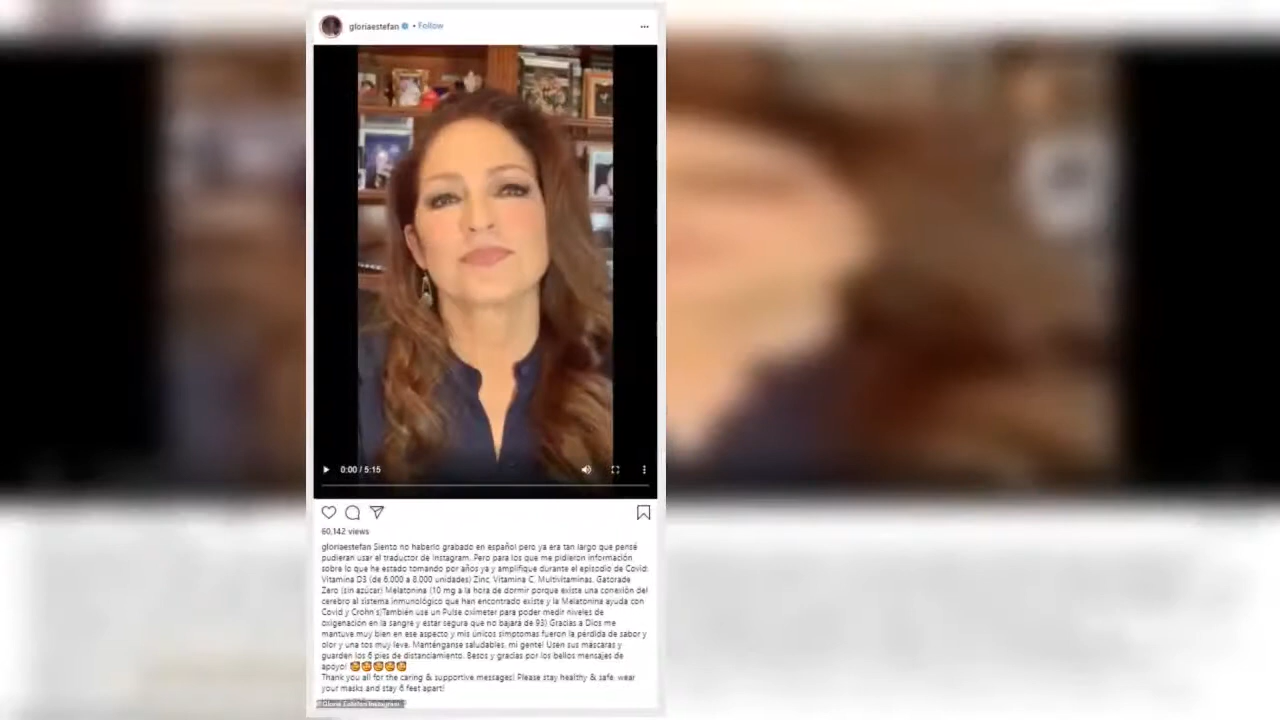 gloriaestefan • Follow
0:00 / 5:15
60,142 views
gloriaestefan Siento no haberlo grabado en español pero ya era tan largo que pensé
pudieran usar el traductor de Instagram. Pero para los que me pidieron información
sobre lo que he estado tomando por años ya y amplifique durante el episodio de Covid:
Vitamina D3 (de 6,000 a 8,000 unidades) Zinc, Vitamina C, Multivitaminas, Gatorade
Zero (sin azúcar) Melatonina (10 mg a la hora de dormir porque existe una conexión del
cerebro al sistema inmunológico que han encontrado existe y la Melatonina ayuda con
Covid y Crohn's)También use un Pulse oximeter para poder medir niveles de
oxigenación en la sangre y estar segura que no bajara de 93) Gracias a Dios me
mantuve muy bien en ese aspecto y mis únicos símptomas fueron la pérdida de sabor y
olor y una tos muy leve. Manténganse saludables, mi gente! Usen sus máscaras y
guarden los 6 pies de distanciamiento. Besos y gracias por los bellos mensajes de
apoyo! 🥰🥰🥰🥰🥰
Thank you all for the caring & supportive messages! Please stay healthy & safe, wear
your masks and stay 6 feet apart!
Gloria Estefan/Instagram